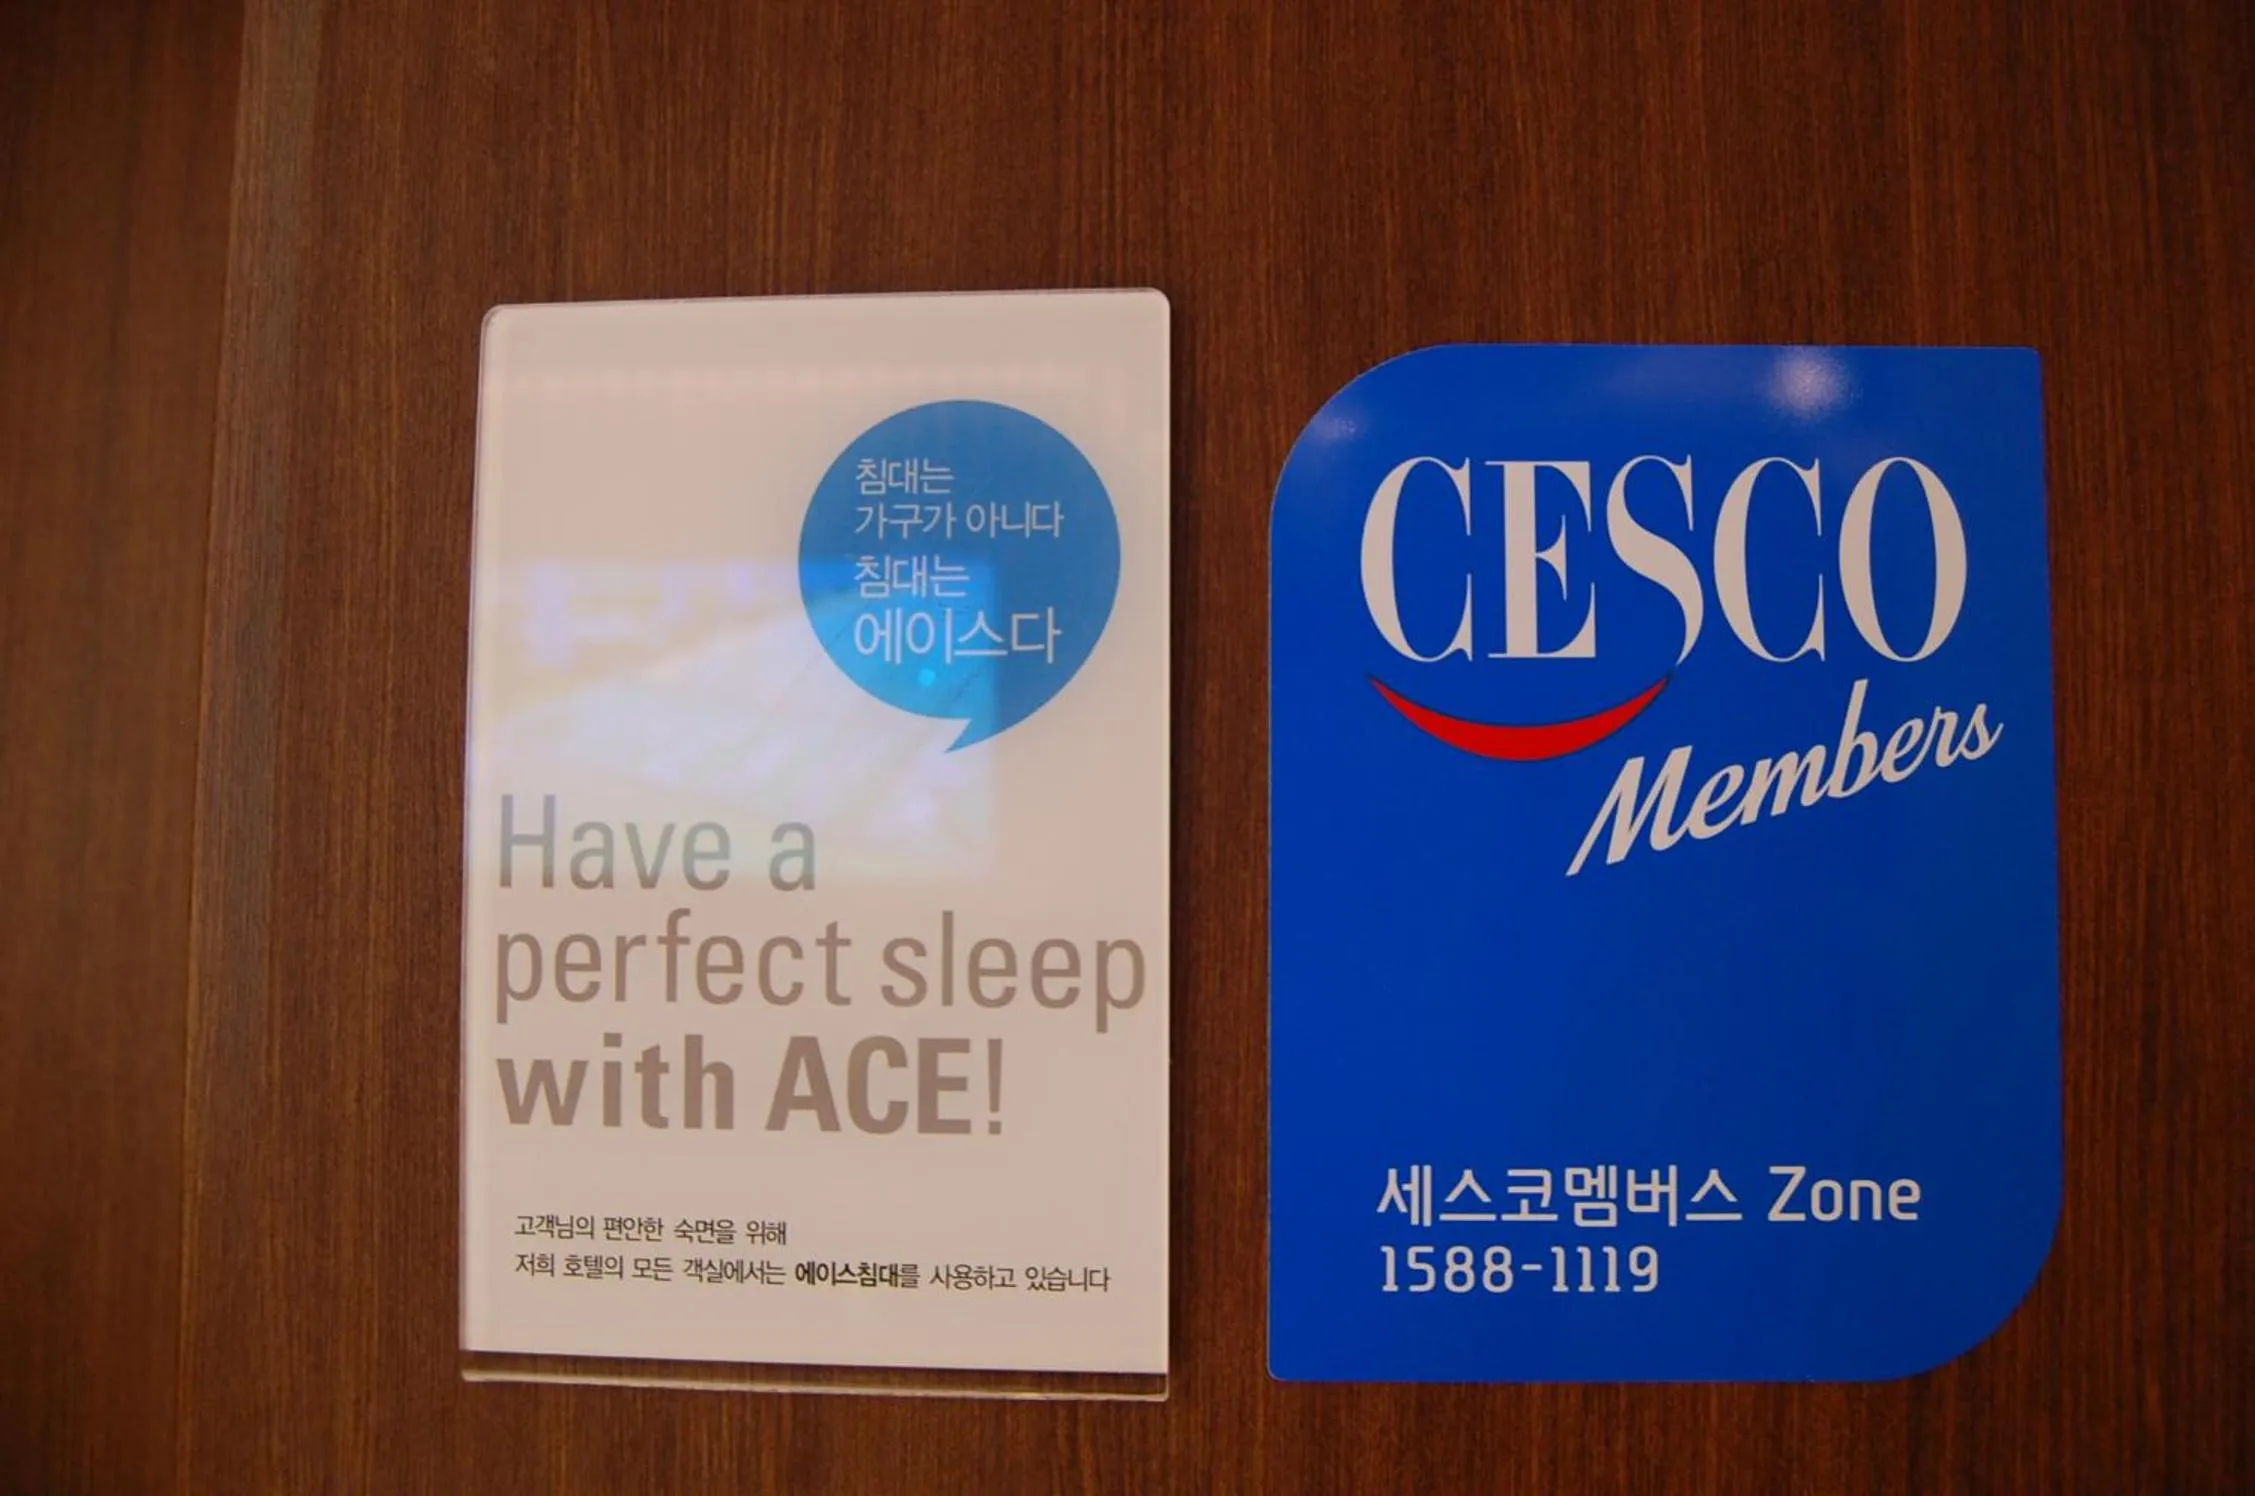 침대는
가구가 아니다
침대는
에이스다
Have a
perfect sleep
with ACE!
고객님의 편안한 숙면을 위해
저희 호텔의 모든 객실에서는 에이스침대를 사용하고 있습니다
CESCO
Members
세스코멤버스 Zone
1588-1119